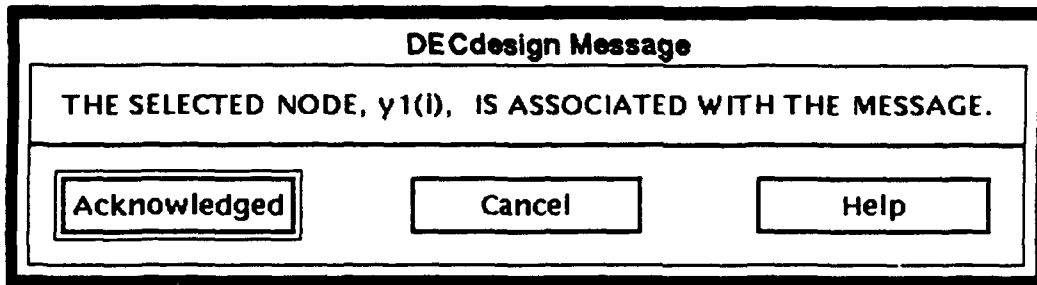 DECdesign Message
THE SELECTED NODE, y1(i), IS ASSOCIATED WITH THE MESSAGE.
Acknowledged Cancel Help